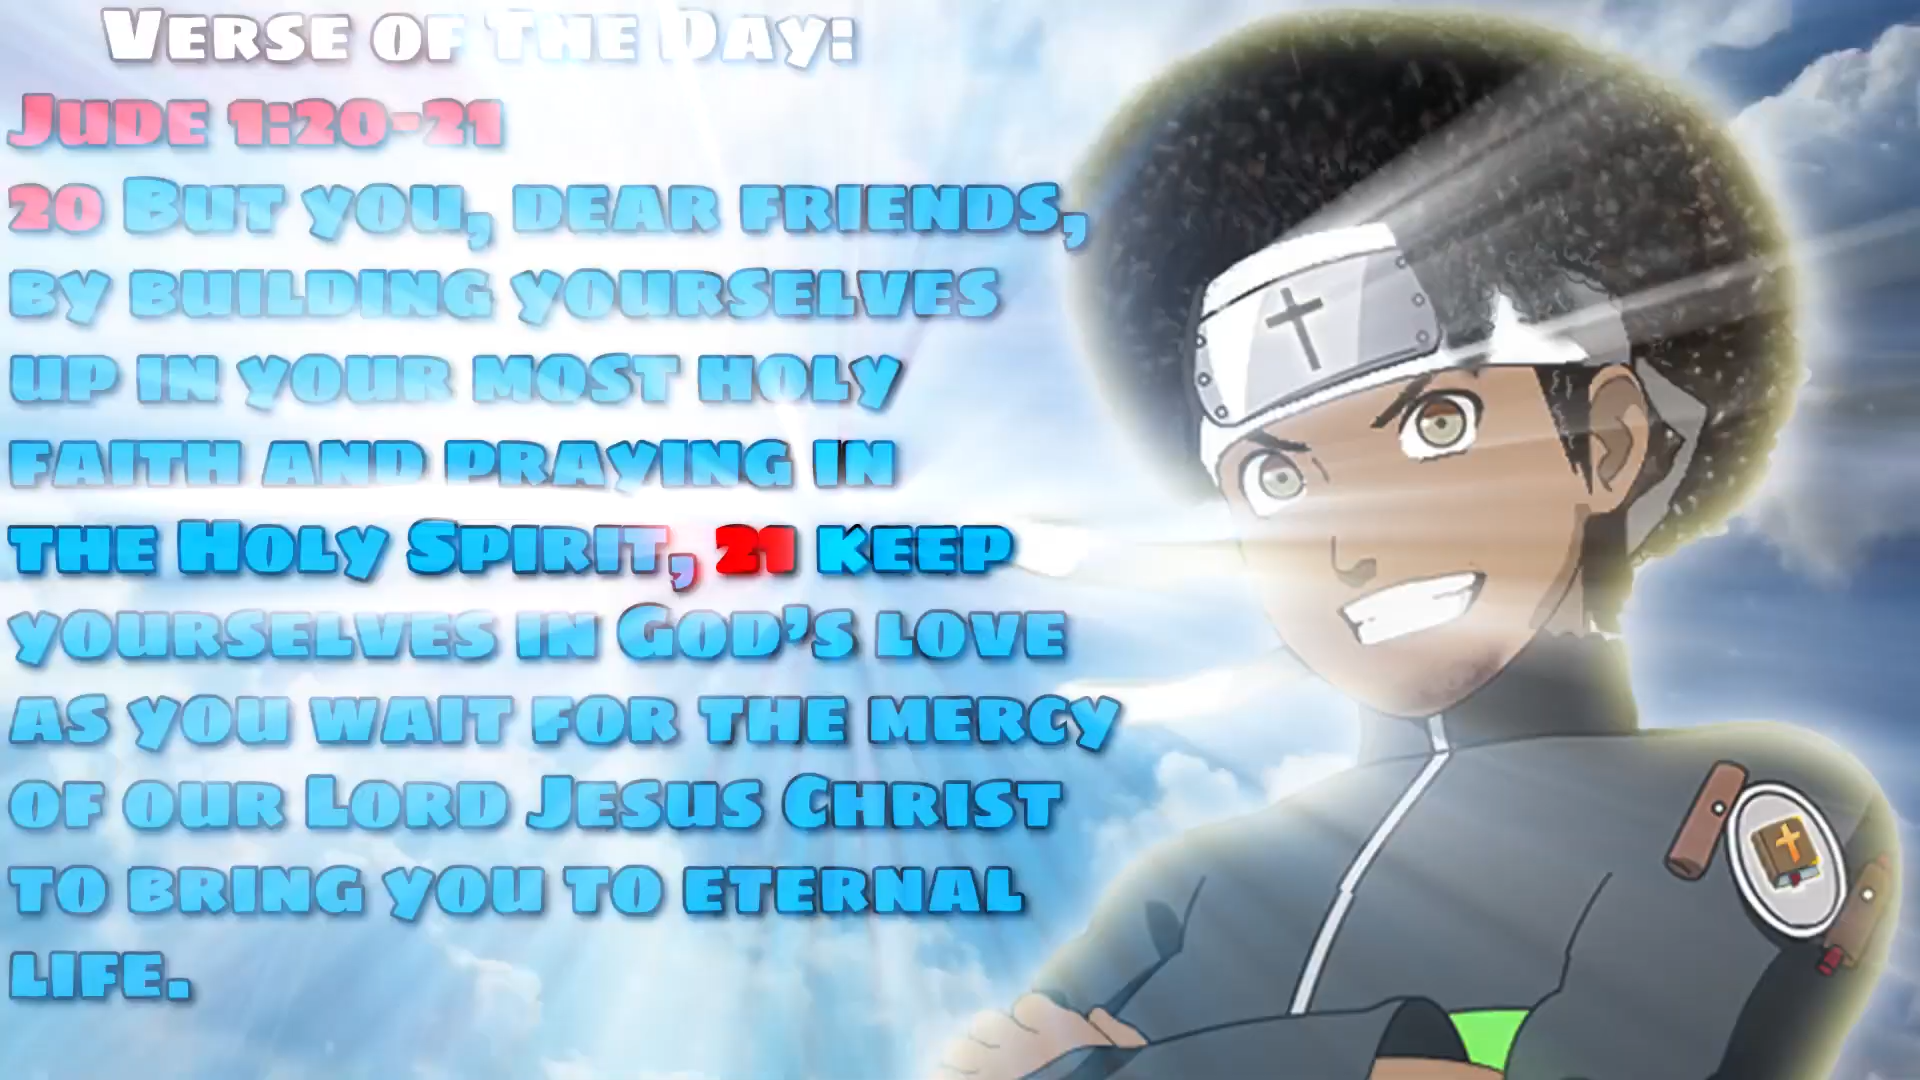 Verse of The Day:
Jude 1:20-21
20 But you, dear friends,
by building yourselves
up in your most holy
faith and praying in
the Holy Spirit, 21 keep
yourselves in God’s love
as you wait for the mercy
of our Lord Jesus Christ
to bring you to eternal
life.